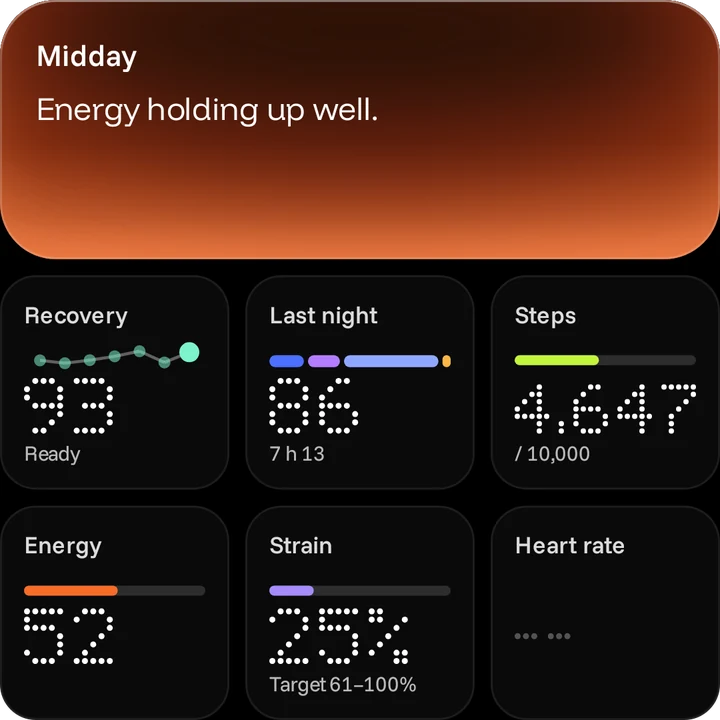 Midday
Energy holding up well.
Recovery
93
Ready
Last night
86
7 h 13
Steps
4,647
/ 10,000
Energy
52
Strain
25%
Target 61–100%
Heart rate